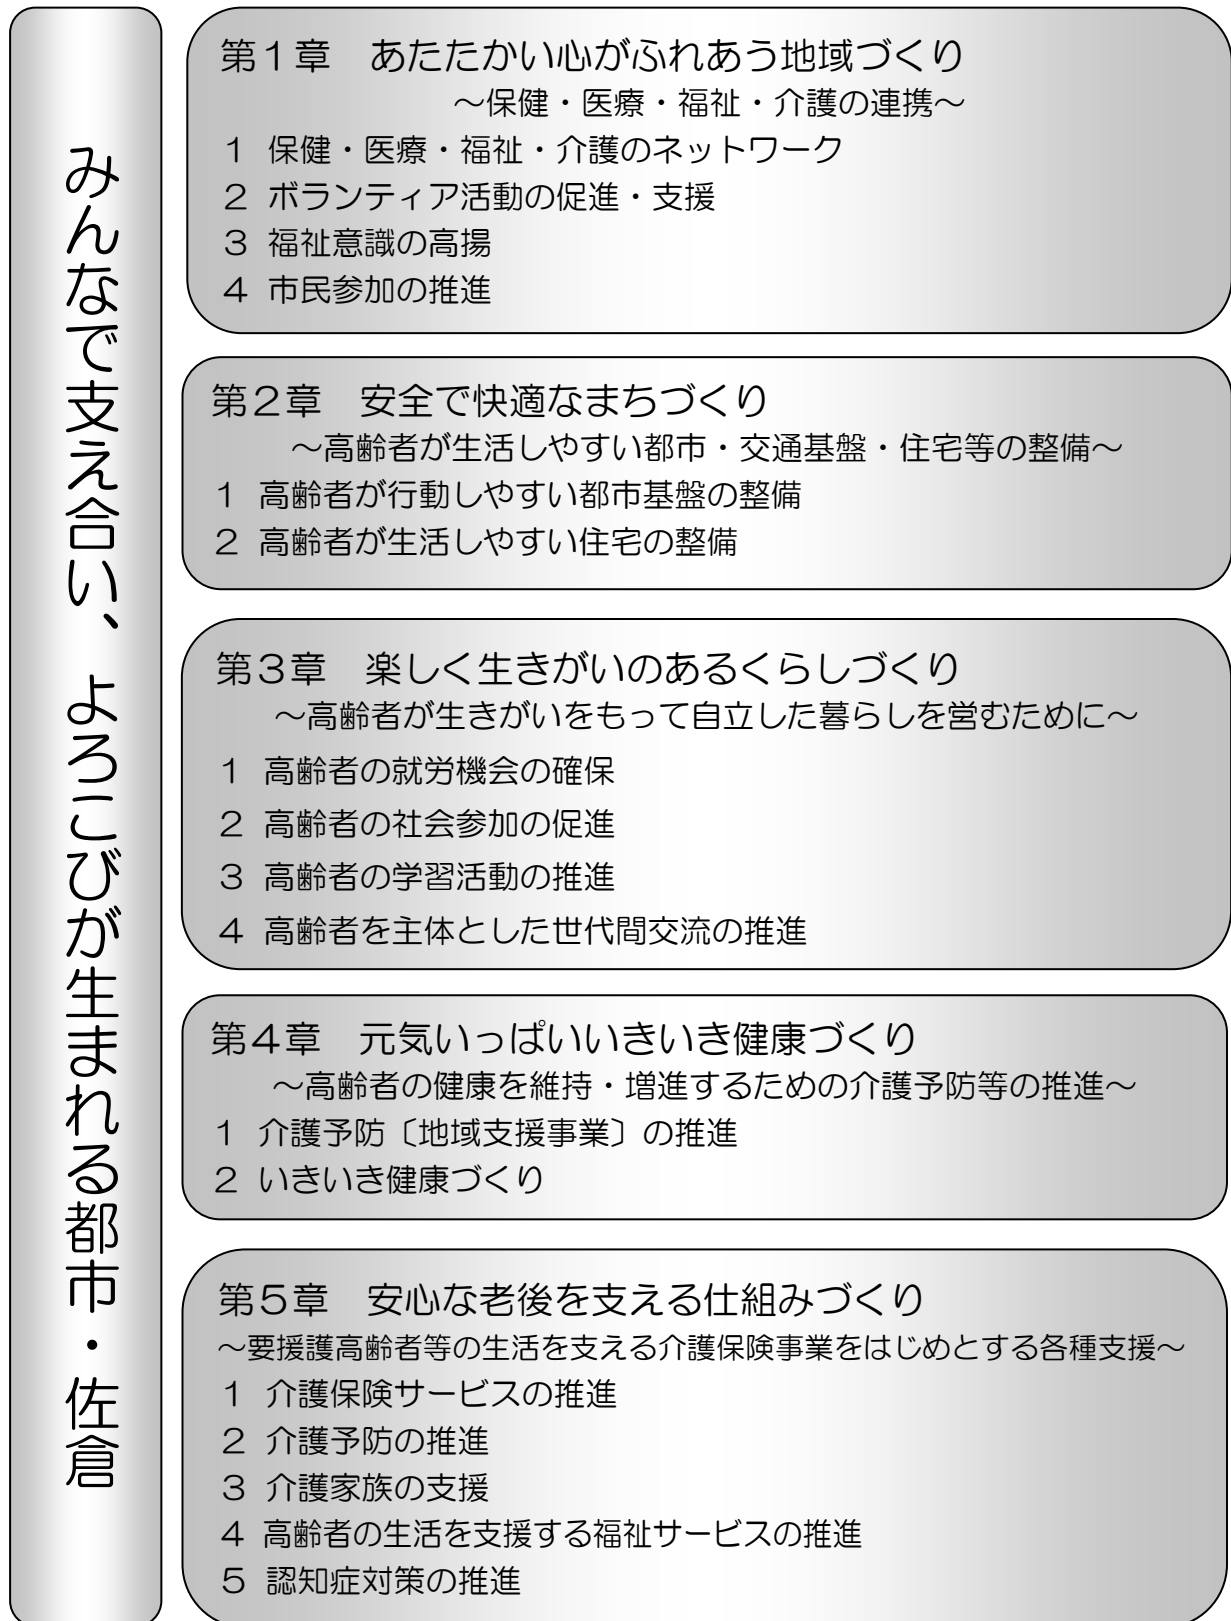 みんなで支え合い、よろこびが生まれる都市・佐倉
第１章　あたたかい心がふれあう地域づくり
～保健・医療・福祉・介護の連携～
１ 保健・医療・福祉・介護のネットワーク
２ ボランティア活動の促進・支援
３ 福祉意識の高揚
４ 市民参加の推進
第２章　安全で快適なまちづくり
～高齢者が生活しやすい都市・交通基盤・住宅等の整備～
１ 高齢者が行動しやすい都市基盤の整備
２ 高齢者が生活しやすい住宅の整備
第３章　楽しく生きがいのあるくらしづくり
～高齢者が生きがいをもって自立した暮らしを営むために～
１ 高齢者の就労機会の確保
２ 高齢者の社会参加の促進
３ 高齢者の学習活動の推進
４ 高齢者を主体とした世代間交流の推進
第４章　元気いっぱいいきいき健康づくり
～高齢者の健康を維持・増進するための介護予防等の推進～
１ 介護予防〔地域支援事業〕の推進
２ いきいき健康づくり
第５章　安心な老後を支える仕組みづくり
～要援護高齢者等の生活を支える介護保険事業をはじめとする各種支援～
１ 介護保険サービスの推進
２ 介護予防の推進
３ 介護家族の支援
４ 高齢者の生活を支援する福祉サービスの推進
５ 認知症対策の推進